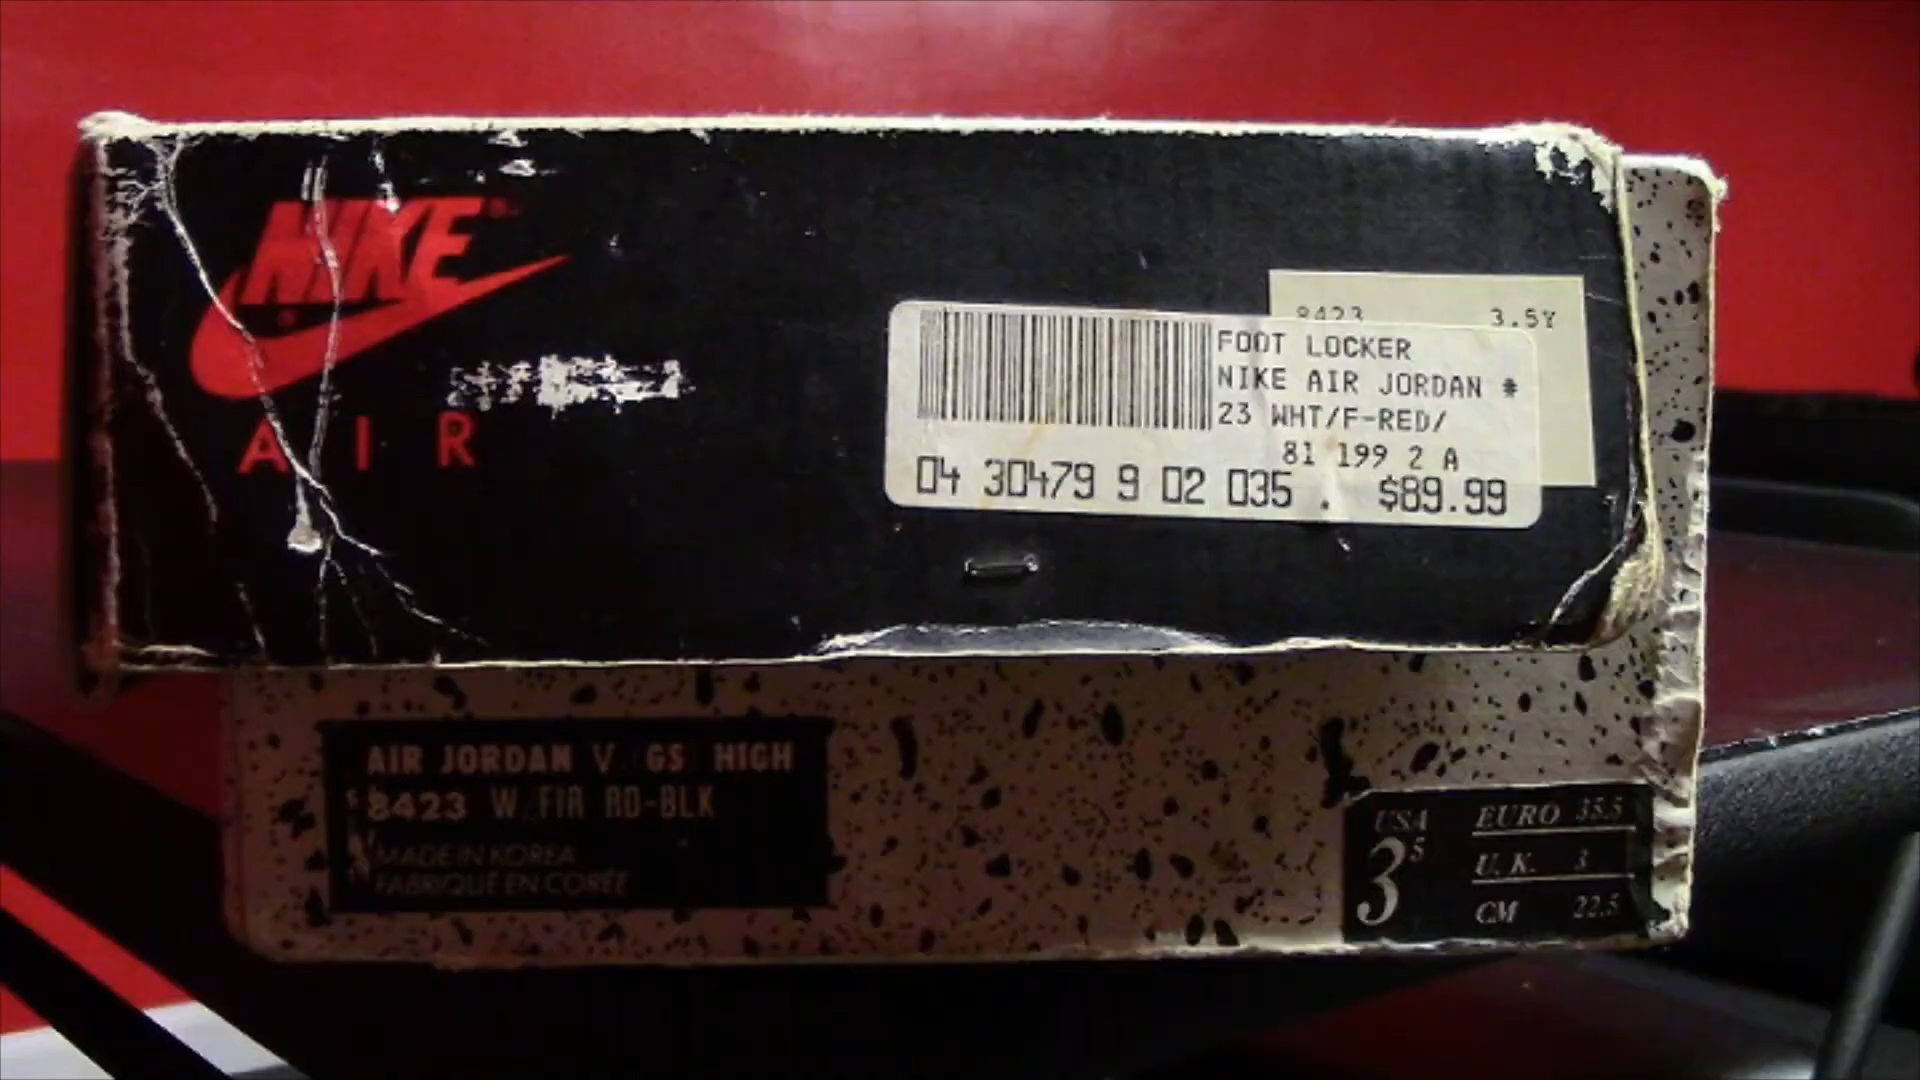 NIKE
AIR
8423 3.5Y
FOOT LOCKER
NIKE AIR JORDAN #
23 WHT/F-RED/
81 199 2 A
04 30479 9 02 035 . $89.99
AIR JORDAN V GS HIGH
8423 W FIR RD-BLK
MADE IN KOREA
FABRIQUÉ EN CORÉE
USA 3⁵
EURO 35.5
U.K. 3
CM 22.5